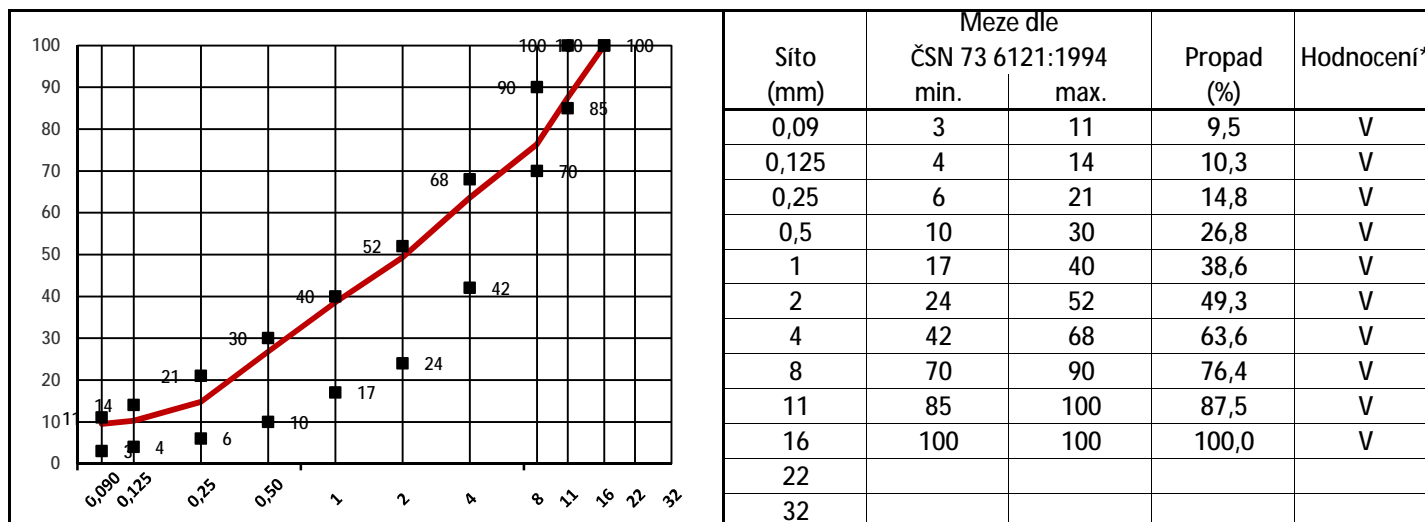 100
90
80
70
60
50
40
30
20
10
0
100 100 100
90
85
70
68
52
42
40
30
24
21
17
14
11
10
6
4
3
0,090 0,125 0,25 0,50 1 2 4 8 11 16 22 32
Meze dle
Síto ČSN 73 6121:1994 Propad Hodnocení*
(mm) min. max. (%)
0,09 3 11 9,5 V
0,125 4 14 10,3 V
0,25 6 21 14,8 V
0,5 10 30 26,8 V
1 17 40 38,6 V
2 24 52 49,3 V
4 42 68 63,6 V
8 70 90 76,4 V
11 85 100 87,5 V
16 100 100 100,0 V
22
32